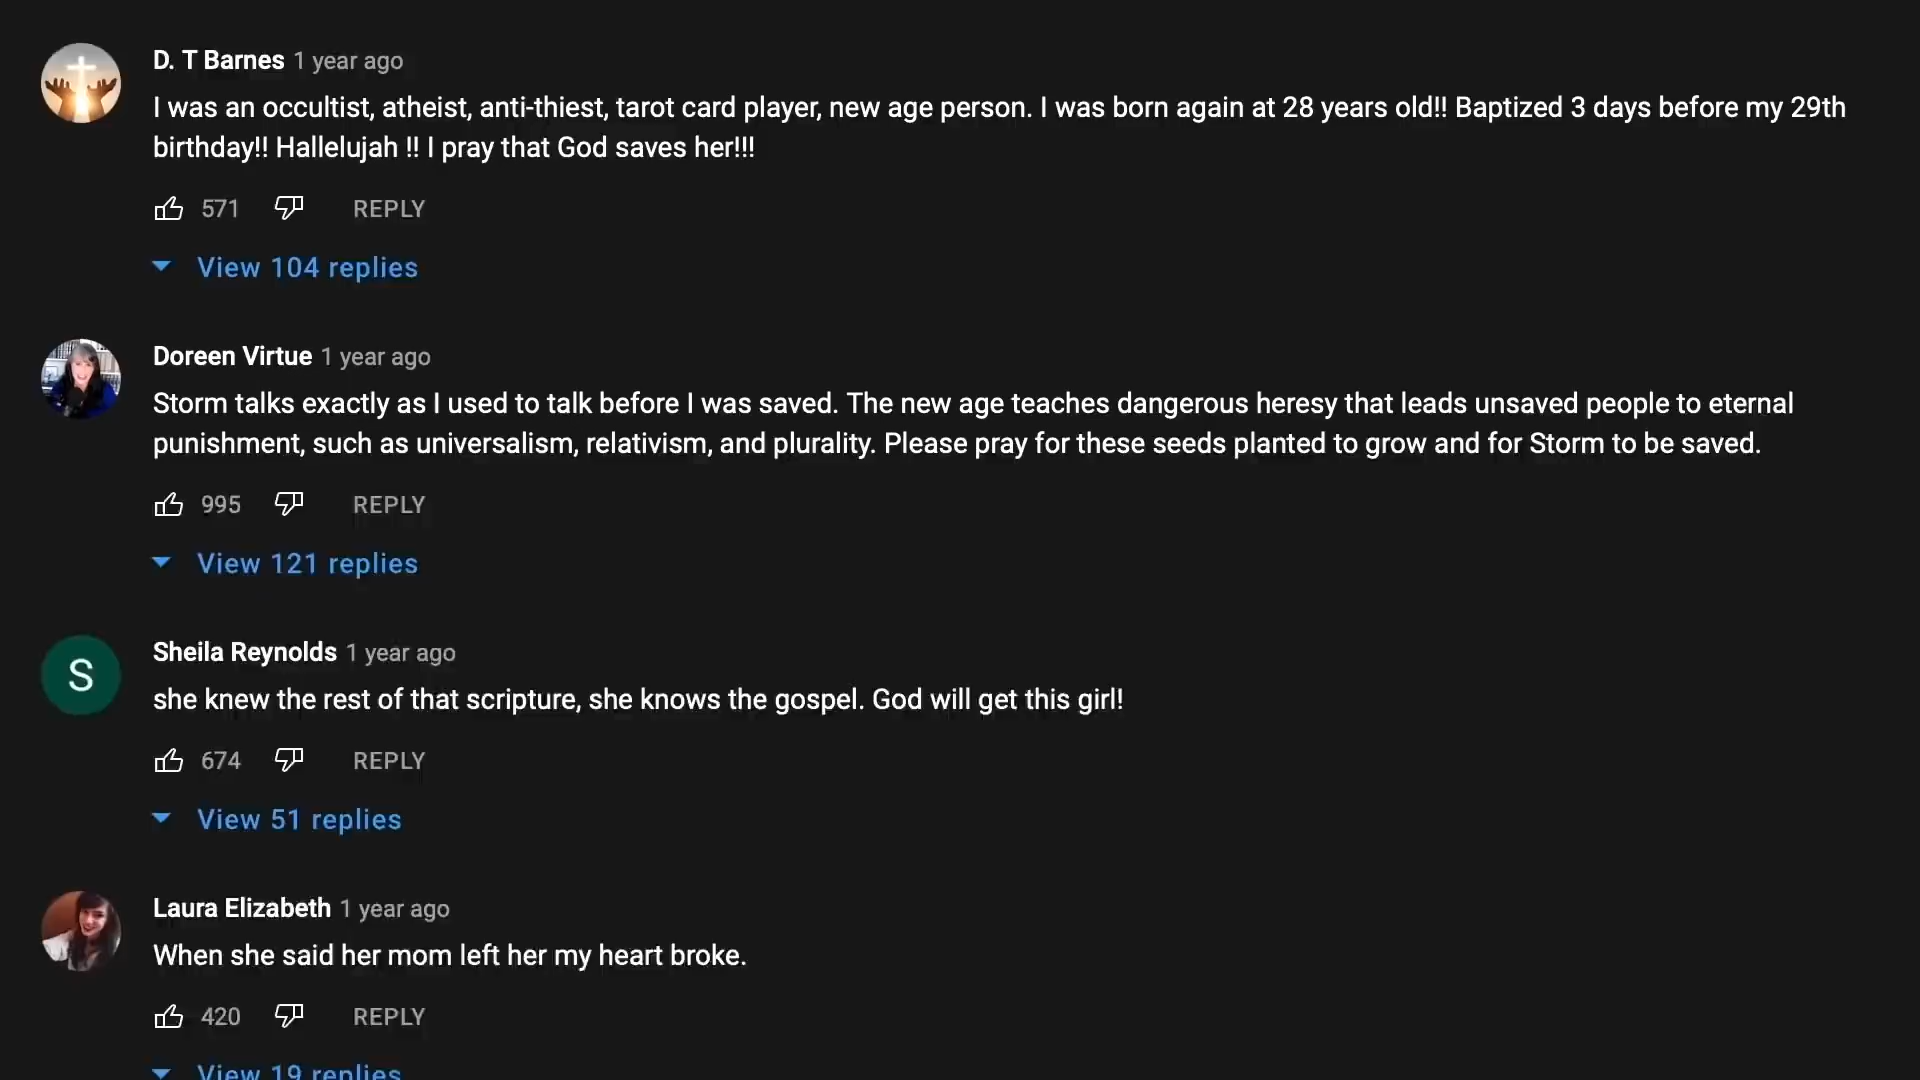 D. T Barnes 1 year ago
I was an occultist, atheist, anti-thiest, tarot card player, new age person. I was born again at 28 years old!! Baptized 3 days before my 29th
birthday!! Hallelujah !! I pray that God saves her!!!
571 REPLY
View 104 replies
Doreen Virtue 1 year ago
Storm talks exactly as I used to talk before I was saved. The new age teaches dangerous heresy that leads unsaved people to eternal
punishment, such as universalism, relativism, and plurality. Please pray for these seeds planted to grow and for Storm to be saved.
995 REPLY
View 121 replies
S
Sheila Reynolds 1 year ago
she knew the rest of that scripture, she knows the gospel. God will get this girl!
674 REPLY
View 51 replies
Laura Elizabeth 1 year ago
When she said her mom left her my heart broke.
420 REPLY
View 19 replies